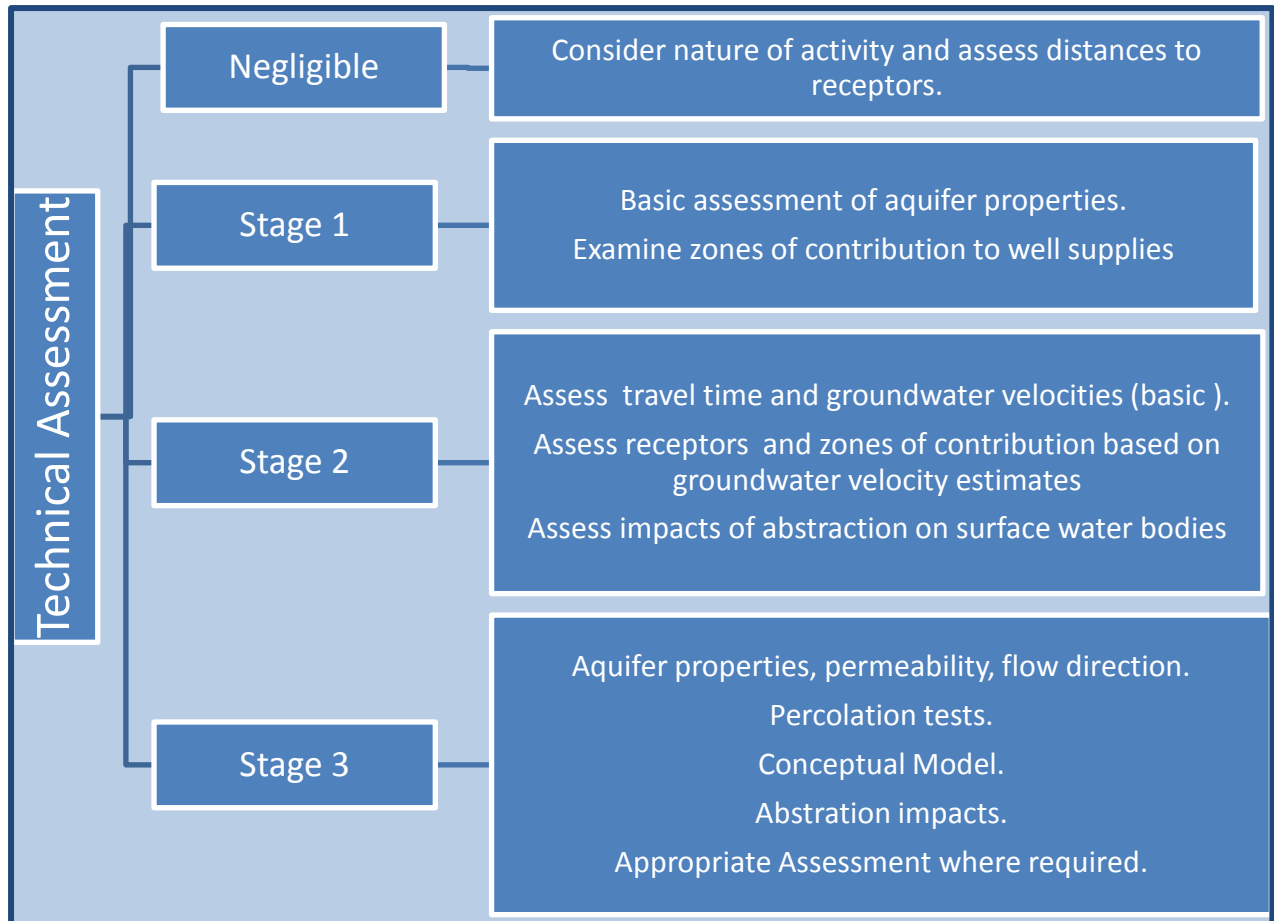 Technical Assessment
Negligible
Consider nature of activity and assess distances to
receptors.
Stage 1
Basic assessment of aquifer properties.
Examine zones of contribution to well supplies
Stage 2
Assess  travel time and groundwater velocities (basic ).
Assess receptors  and zones of contribution based on
groundwater velocity estimates
Assess impacts of abstraction on surface water bodies
Stage 3
Aquifer properties, permeability, flow direction.
Percolation tests.
Conceptual Model.
Abstration impacts.
Appropriate Assessment where required.